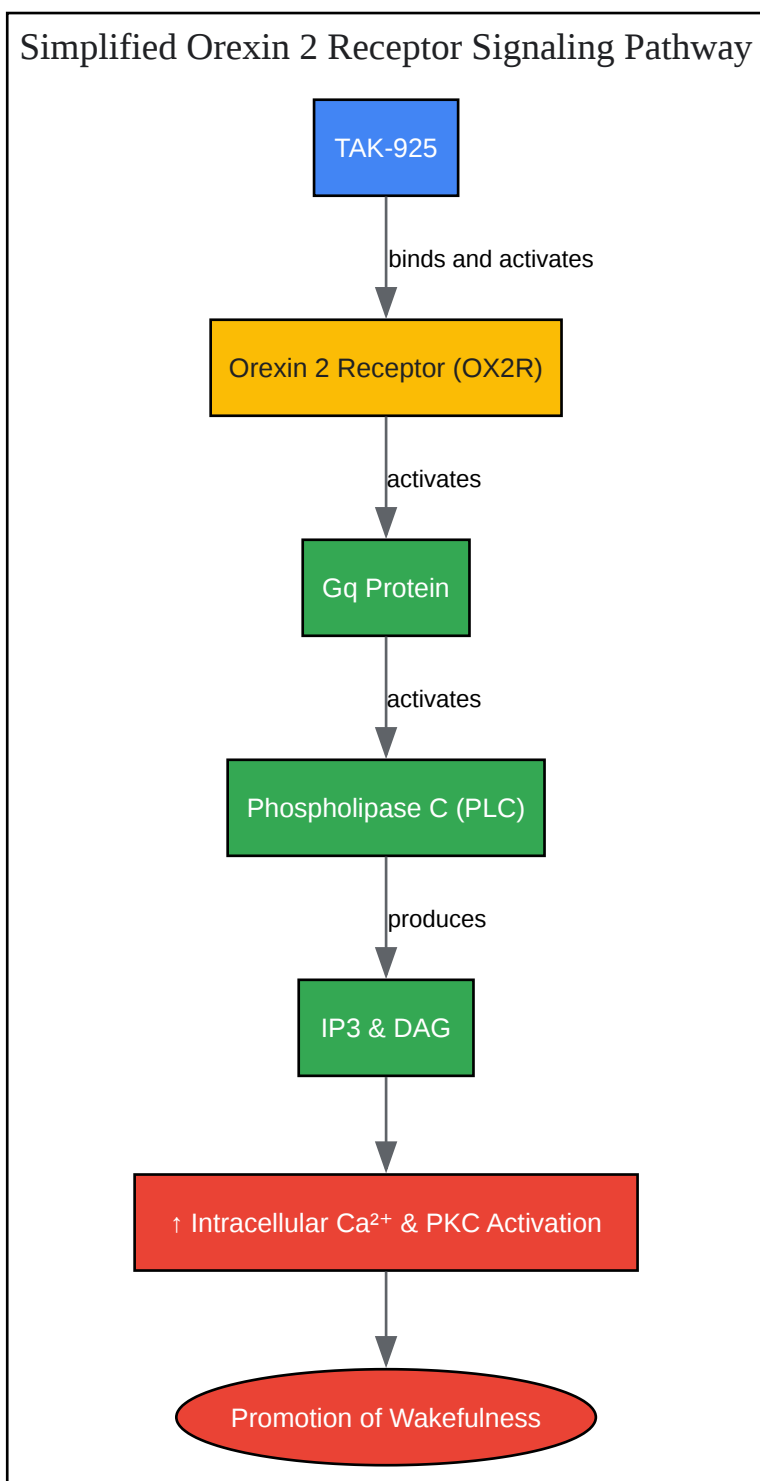 Simplified Orexin 2 Receptor Signaling Pathway
TAK-925
binds and activates
Orexin 2 Receptor (OX2R)
activates
Gq Protein
activates
Phospholipase C (PLC)
produces
IP3 & DAG
↑ Intracellular Ca²⁺ & PKC Activation
Promotion of Wakefulness